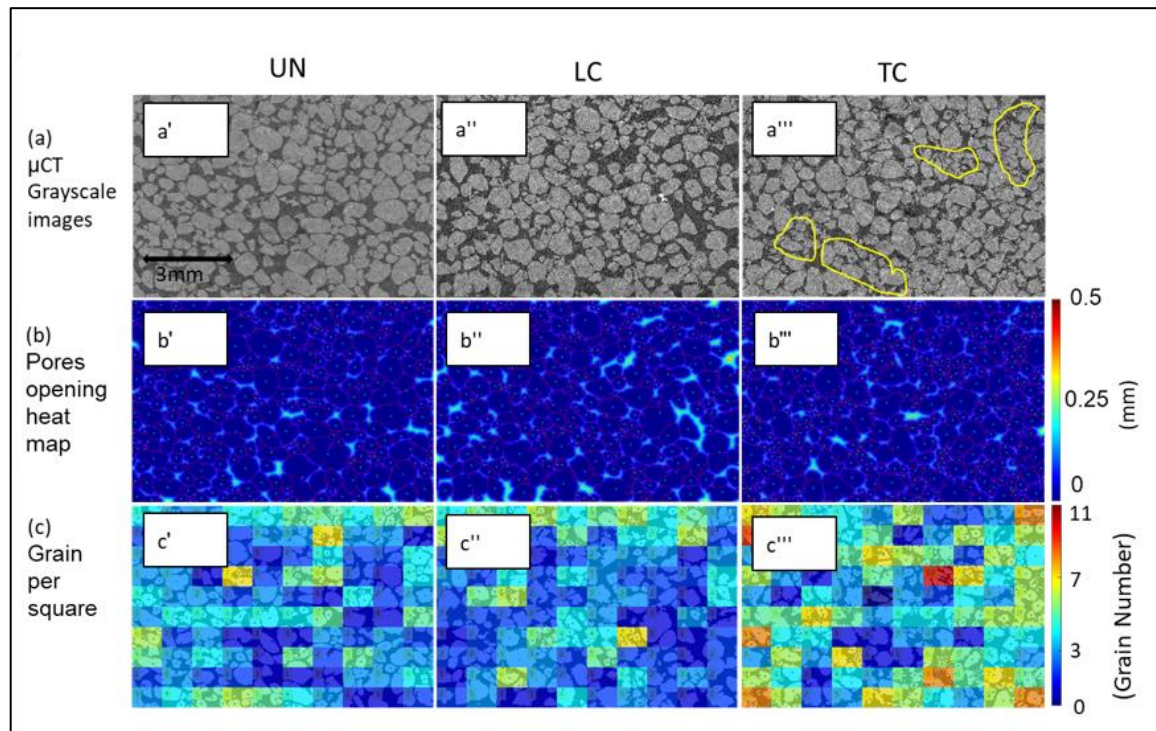 UN LC TC
(a)
µCT
Grayscale
images
a' a'' a'''
3mm
(b)
Pores
opening
heat
map
b' b'' b'''
0.5
0.25
0
(mm)
(c)
Grain
per
square
c' c'' c'''
11
7
3
0
(Grain Number)